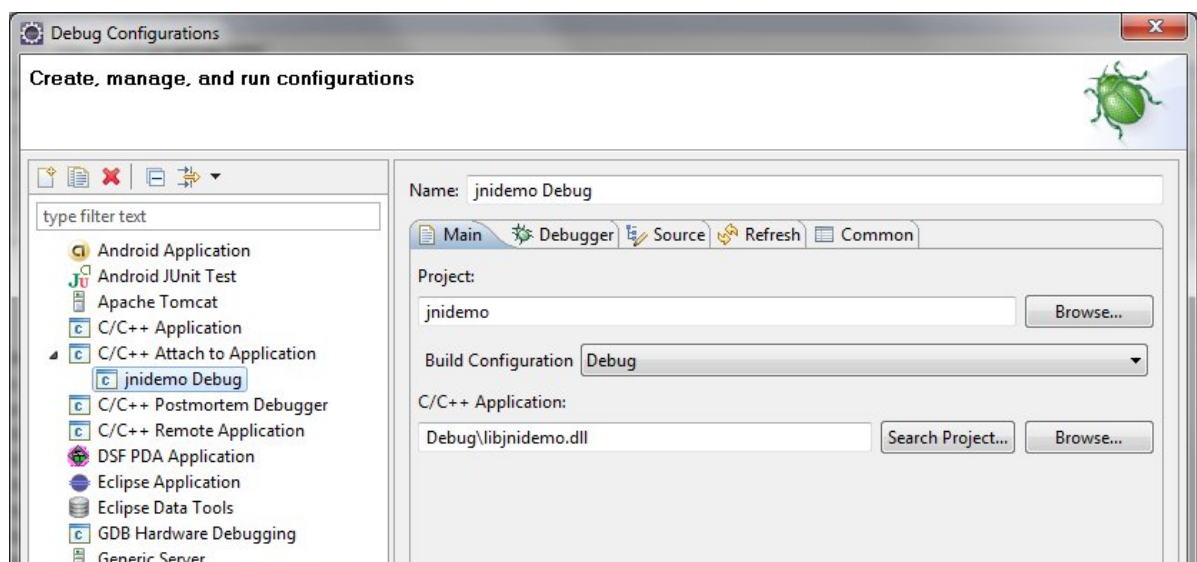 Debug Configurations
Create, manage, and run configurations
type filter text
Android Application
Android JUnit Test
Apache Tomcat
C/C++ Application
C/C++ Attach to Application
jnidemo Debug
C/C++ Postmortem Debugger
C/C++ Remote Application
DSF PDA Application
Eclipse Application
Eclipse Data Tools
GDB Hardware Debugging
Generic Server
Name: jnidemo Debug
Main Debugger Source Refresh Common
Project:
jnidemo Browse...
Build Configuration Debug
C/C++ Application:
Debug\libjnidemo.dll Search Project... Browse...